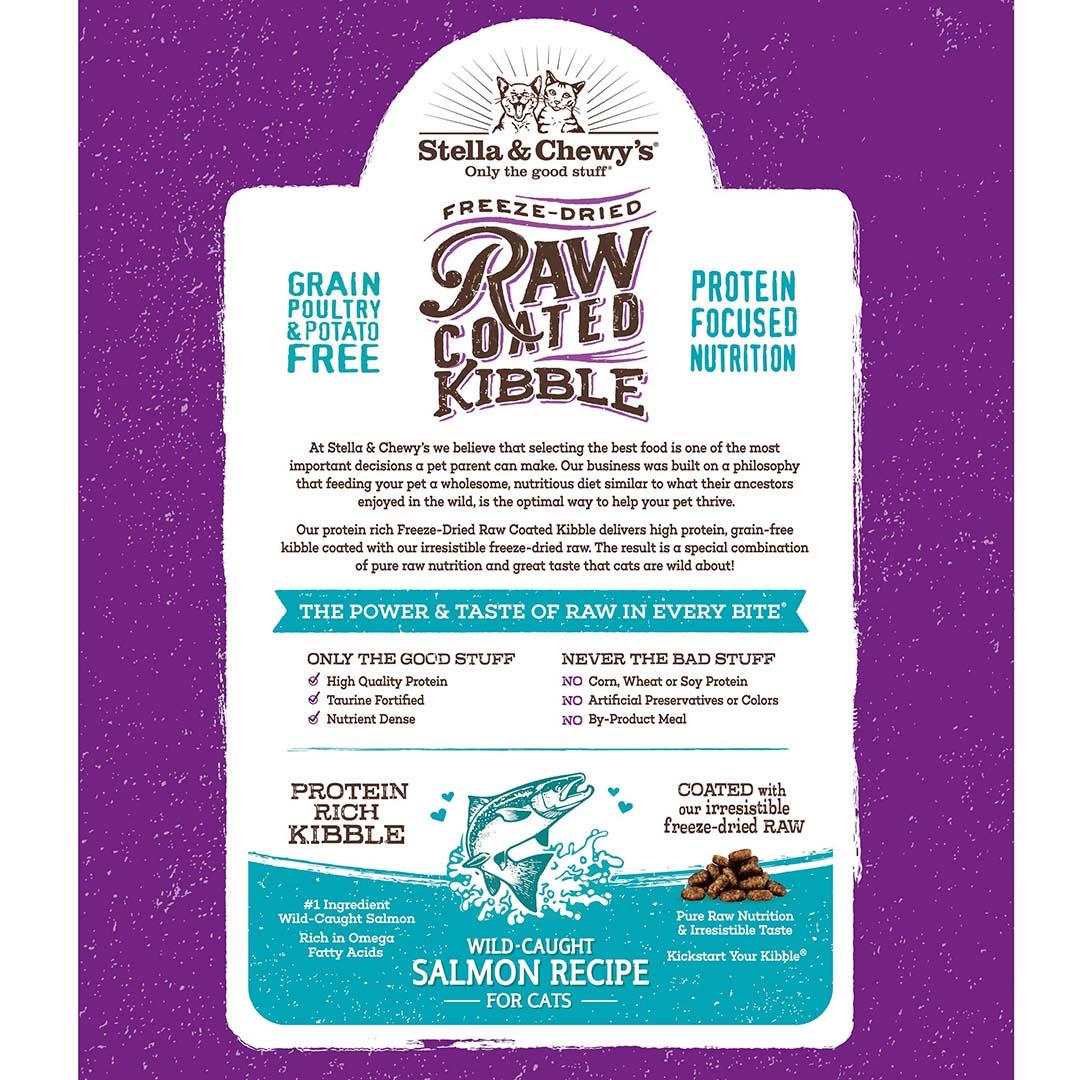 Stella & Chewy's®
Only the good stuff®
FREEZE-DRIED
RAW
COATED
KIBBLE
GRAIN
POULTRY
& POTATO
FREE
PROTEIN
FOCUSED
NUTRITION
At Stella & Chewy's we believe that selecting the best food is one of the most
important decisions a pet parent can make. Our business was built on a philosophy
that feeding your pet a wholesome, nutritious diet similar to what their ancestors
enjoyed in the wild, is the optimal way to help your pet thrive.
Our protein rich Freeze-Dried Raw Coated Kibble delivers high protein, grain-free
kibble coated with our irresistible freeze-dried raw. The result is a special combination
of pure raw nutrition and great taste that cats are wild about!
THE POWER & TASTE OF RAW IN EVERY BITE®
ONLY THE GOOD STUFF
High Quality Protein
Taurine Fortified
Nutrient Dense
NEVER THE BAD STUFF
NO Corn, Wheat or Soy Protein
NO Artificial Preservatives or Colors
NO By-Product Meal
PROTEIN
RICH
KIBBLE
#1 Ingredient
Wild-Caught Salmon
Rich in Omega
Fatty Acids
WILD-CAUGHT
SALMON RECIPE
FOR CATS
COATED with
our irresistible
freeze-dried RAW
Pure Raw Nutrition
& Irresistible Taste
Kickstart Your Kibble®